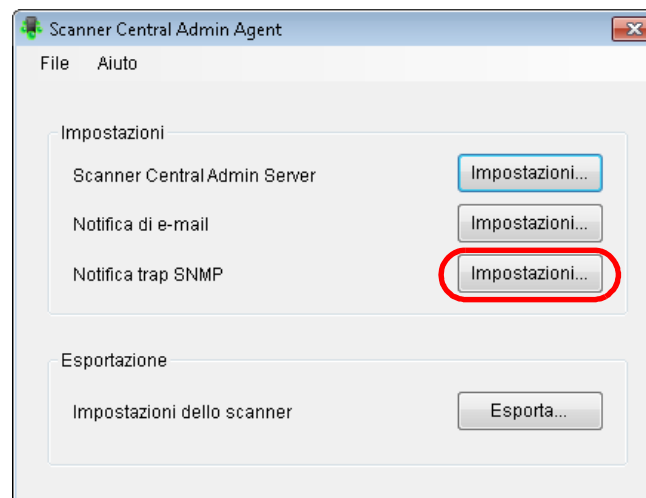 Scanner Central Admin Agent
File Aiuto
Impostazioni
Scanner Central Admin Server Impostazioni...
Notifica di e-mail Impostazioni...
Notifica trap SNMP Impostazioni...
Esportazione
Impostazioni dello scanner Esporta...